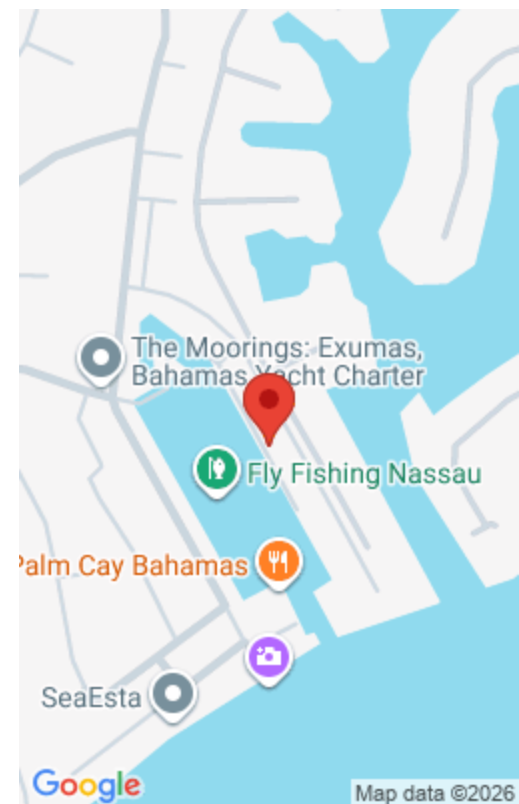 The Moorings: Exumas,
Bahamas Yacht Charter
Fly Fishing Nassau
Palm Cay Bahamas
SeaEsta
Google
Map data ©2026